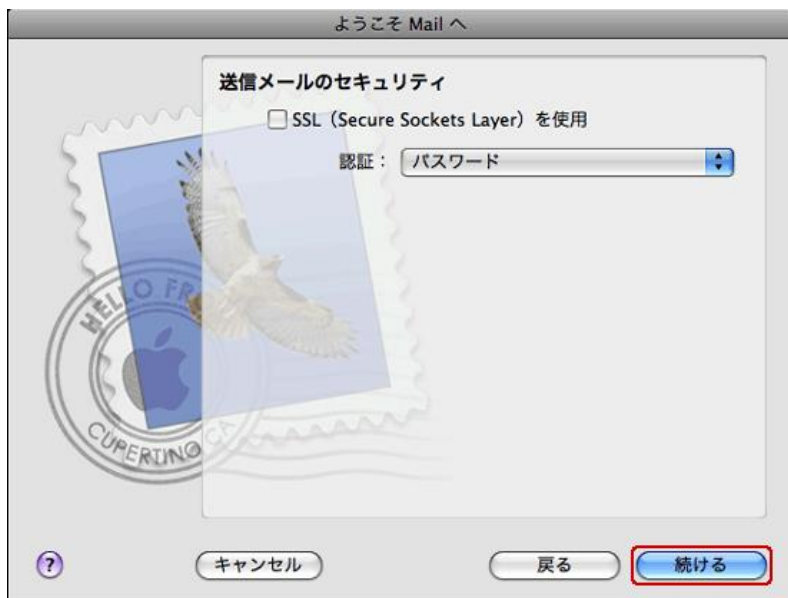 ようこそ Mail へ
送信メールのセキュリティ
SSL（Secure Sockets Layer）を使用
認証： パスワード
HELLO FR
CUPERTINO CA
?
キャンセル
戻る
続ける